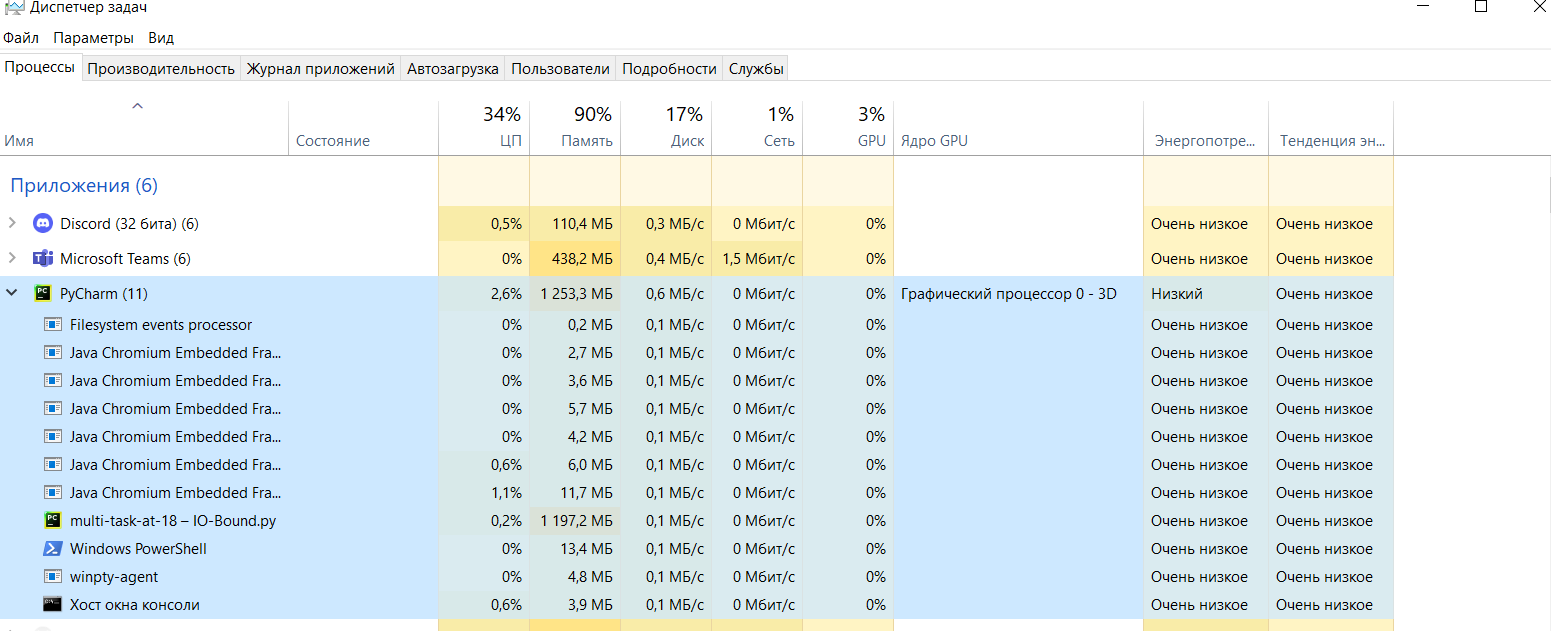 Диспетчер задач
Файл Параметры Вид
Процессы Производительность Журнал приложений Автозагрузка Пользователи Подробности Службы
34% 90% 17% 1% 3%
Имя Состояние ЦП Память Диск Сеть GPU Ядро GPU Энергопотре... Тенденция эн...
Приложения (6)
Discord (32 бита) (6) 0,5% 110,4 МБ 0,3 МБ/с 0 Мбит/с 0% Очень низкое Очень низкое
Microsoft Teams (6) 0% 438,2 МБ 0,4 МБ/с 1,5 Мбит/с 0% Очень низкое Очень низкое
PyCharm (11) 2,6% 1 253,3 МБ 0,6 МБ/с 0 Мбит/с 0% Графический процессор 0 - 3D Низкий Очень низкое
Filesystem events processor 0% 0,2 МБ 0,1 МБ/с 0 Мбит/с 0% Очень низкое Очень низкое
Java Chromium Embedded Fra... 0% 2,7 МБ 0,1 МБ/с 0 Мбит/с 0% Очень низкое Очень низкое
Java Chromium Embedded Fra... 0% 3,6 МБ 0,1 МБ/с 0 Мбит/с 0% Очень низкое Очень низкое
Java Chromium Embedded Fra... 0% 5,7 МБ 0,1 МБ/с 0 Мбит/с 0% Очень низкое Очень низкое
Java Chromium Embedded Fra... 0% 4,2 МБ 0,1 МБ/с 0 Мбит/с 0% Очень низкое Очень низкое
Java Chromium Embedded Fra... 0,6% 6,0 МБ 0,1 МБ/с 0 Мбит/с 0% Очень низкое Очень низкое
Java Chromium Embedded Fra... 1,1% 11,7 МБ 0,1 МБ/с 0 Мбит/с 0% Очень низкое Очень низкое
multi-task-at-18 – IO-Bound.py 0,2% 1 197,2 МБ 0,1 МБ/с 0 Мбит/с 0% Очень низкое Очень низкое
Windows PowerShell 0% 13,4 МБ 0,1 МБ/с 0 Мбит/с 0% Очень низкое Очень низкое
winpty-agent 0% 4,8 МБ 0,1 МБ/с 0 Мбит/с 0% Очень низкое Очень низкое
Хост окна консоли 0,6% 3,9 МБ 0,1 МБ/с 0 Мбит/с 0% Очень низкое Очень низкое